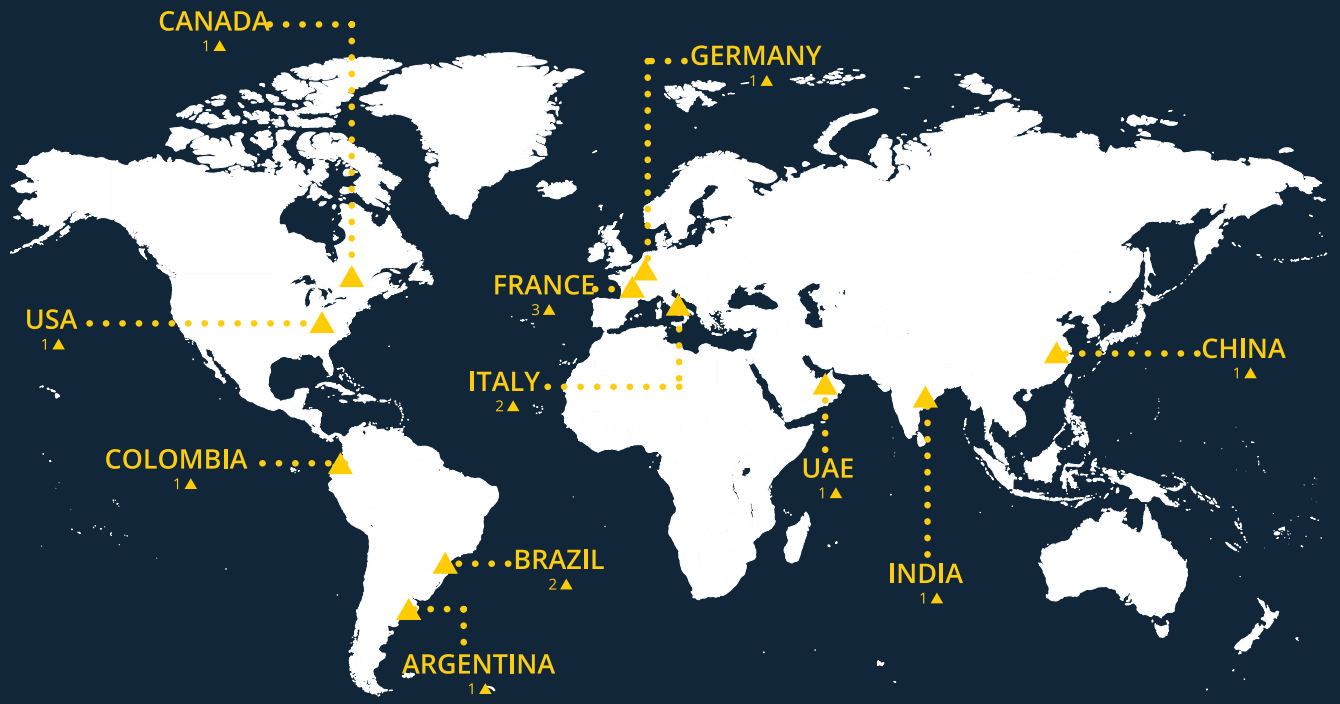 CANADA
1▲
GERMANY
1▲
FRANCE
3▲
USA
1▲
CHINA
1▲
ITALY
2▲
COLOMBIA
1▲
UAE
1▲
BRAZIL
2▲
INDIA
1▲
ARGENTINA
1▲